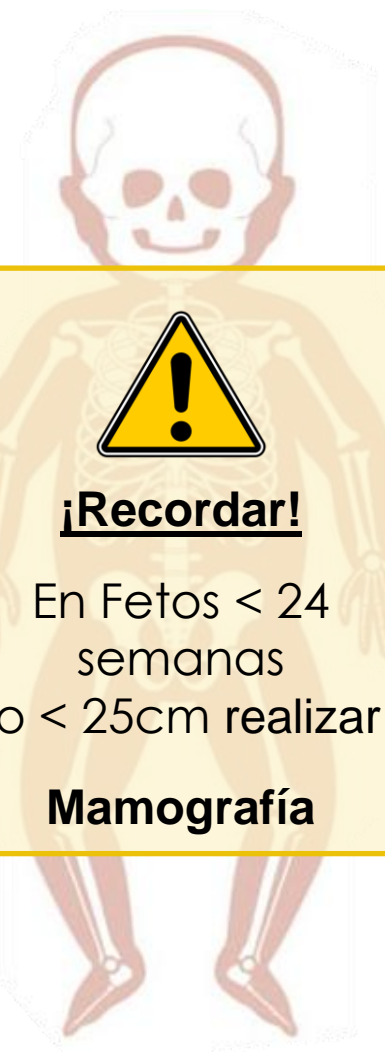 ¡Recordar!
En Fetos < 24
semanas
o < 25cm realizar
Mamografía